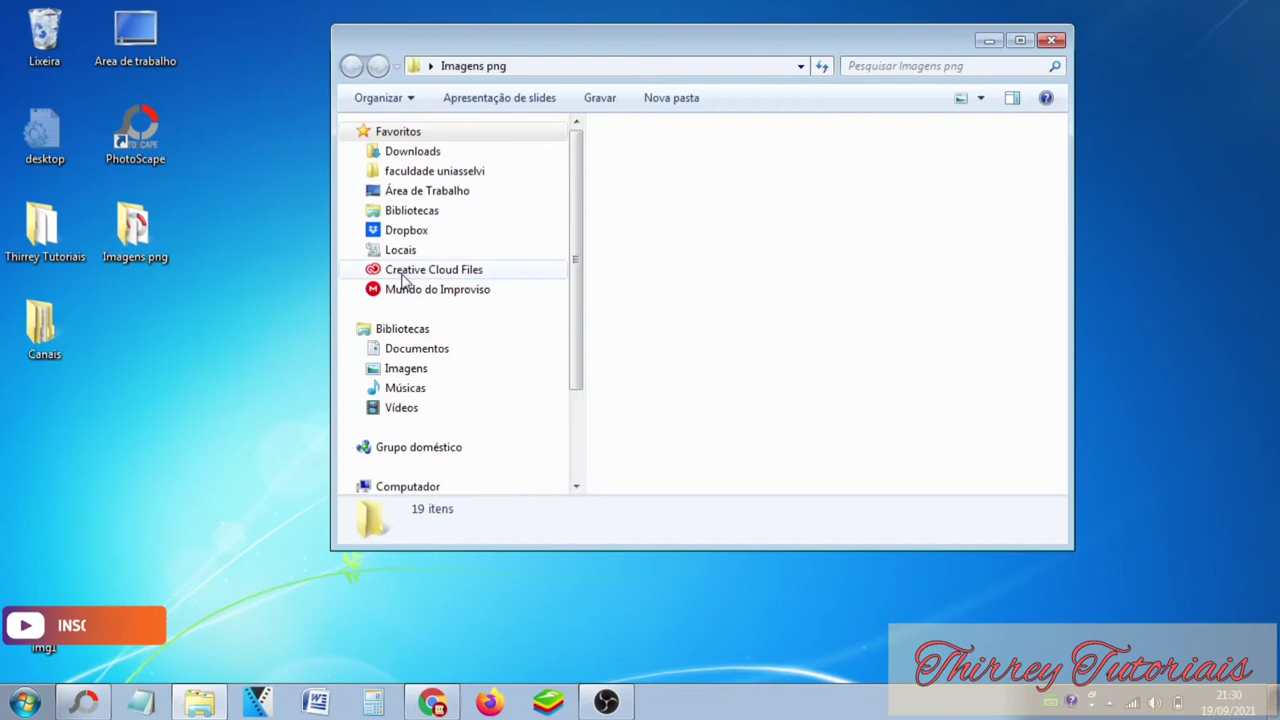 Lixeira
Area de trabalho
desktop
PhotoScape
Thirrey Tutoriais
Imagens png
Canais
INSC
img1
Imagens png
Pesquisar Imagens png
Organizar
Apresentação de slides
Gravar
Nova pasta
Favoritos
Downloads
faculdade uniasselvi
Área de Trabalho
Bibliotecas
Dropbox
Locais
Creative Cloud Files
Mundo do Improviso
Bibliotecas
Documentos
Imagens
Músicas
Vídeos
Grupo doméstico
Computador
19 itens
Thirrey Tutoriais
21:30
19/09/2021